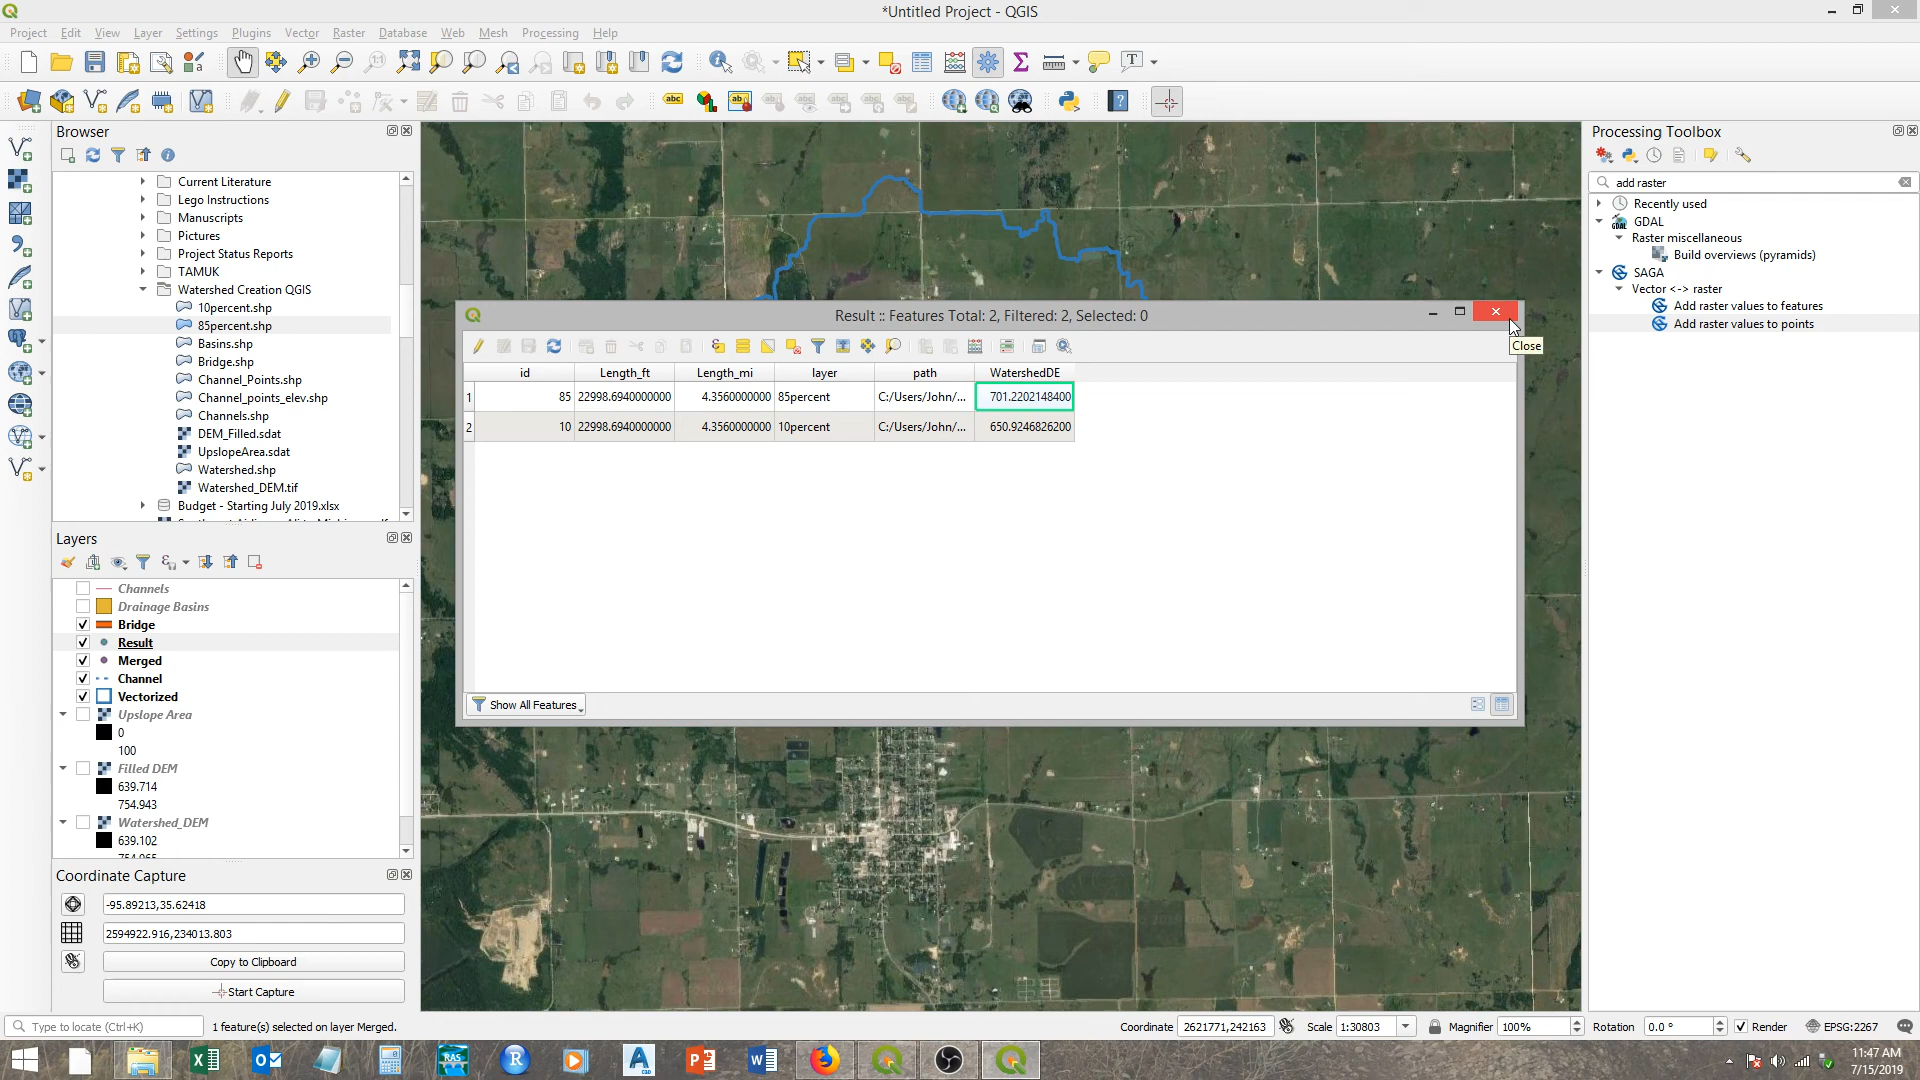 *Untitled Project - QGIS
Project Edit View Layer Settings Plugins Vector Raster Database Web Mesh Processing Help
Browser
Current Literature
Lego Instructions
Manuscripts
Pictures
Project Status Reports
TAMUK
Watershed Creation QGIS
10percent.shp
85percent.shp
Basins.shp
Bridge.shp
Channel_Points.shp
Channel_points_elev.shp
Channels.shp
DEM_Filled.sdat
UpslopeArea.sdat
Watershed.shp
Watershed_DEM.tif
Budget - Starting July 2019.xlsx
Layers
Channels
Drainage Basins
Bridge
Result
Merged
Channel
Vectorized
Upslope Area
0
100
Filled DEM
639.714
754.943
Watershed_DEM
639.102
Coordinate Capture
-95.89213,35.62418
2594922.916,234013.803
Copy to Clipboard
Start Capture
Result :: Features Total: 2, Filtered: 2, Selected: 0
Close
id Length_ft Length_mi layer path WatershedDE
1 85 22998.6940000000 4.3560000000 85percent C:/Users/John/... 701.2202148400
2 10 22998.6940000000 4.3560000000 10percent C:/Users/John/... 650.9246826200
Show All Features
Processing Toolbox
add raster
Recently used
GDAL
Raster miscellaneous
Build overviews (pyramids)
SAGA
Vector <-> raster
Add raster values to features
Add raster values to points
Type to locate (Ctrl+K) 1 feature(s) selected on layer Merged. Coordinate 2621771,242163 Scale 1:30803 Magnifier 100% Rotation 0.0 ° Render EPSG:2267
11:47 AM
7/15/2019